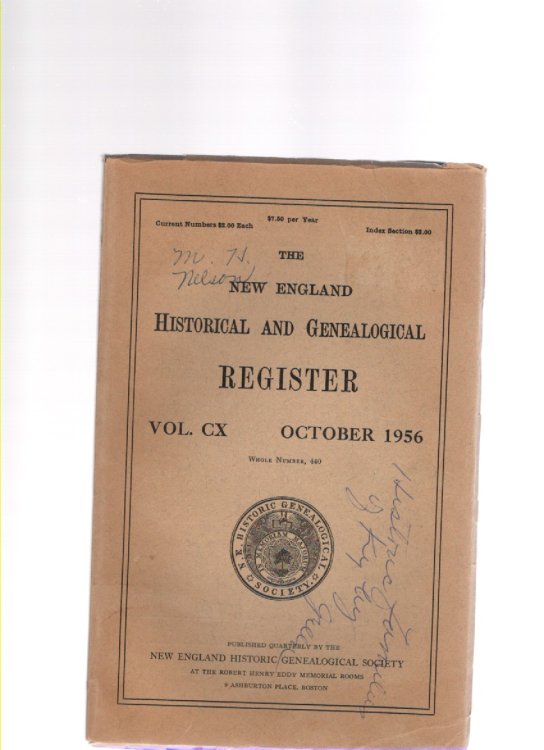 $7.50 per Year
Current Numbers $2.00 Each
Index Section $3.00
THE
M. H.
Nelson
NEW ENGLAND
HISTORICAL AND GENEALOGICAL
REGISTER
VOL. CX OCTOBER 1956
WHOLE NUMBER, 440
N. E. HISTORIC GENEALOGICAL
SOCIETY.
PUBLISHED QUARTERLY BY THE
NEW ENGLAND HISTORIC GENEALOGICAL SOCIETY
AT THE ROBERT HENRY EDDY MEMORIAL ROOMS
9 ASHBURTON PLACE, BOSTON